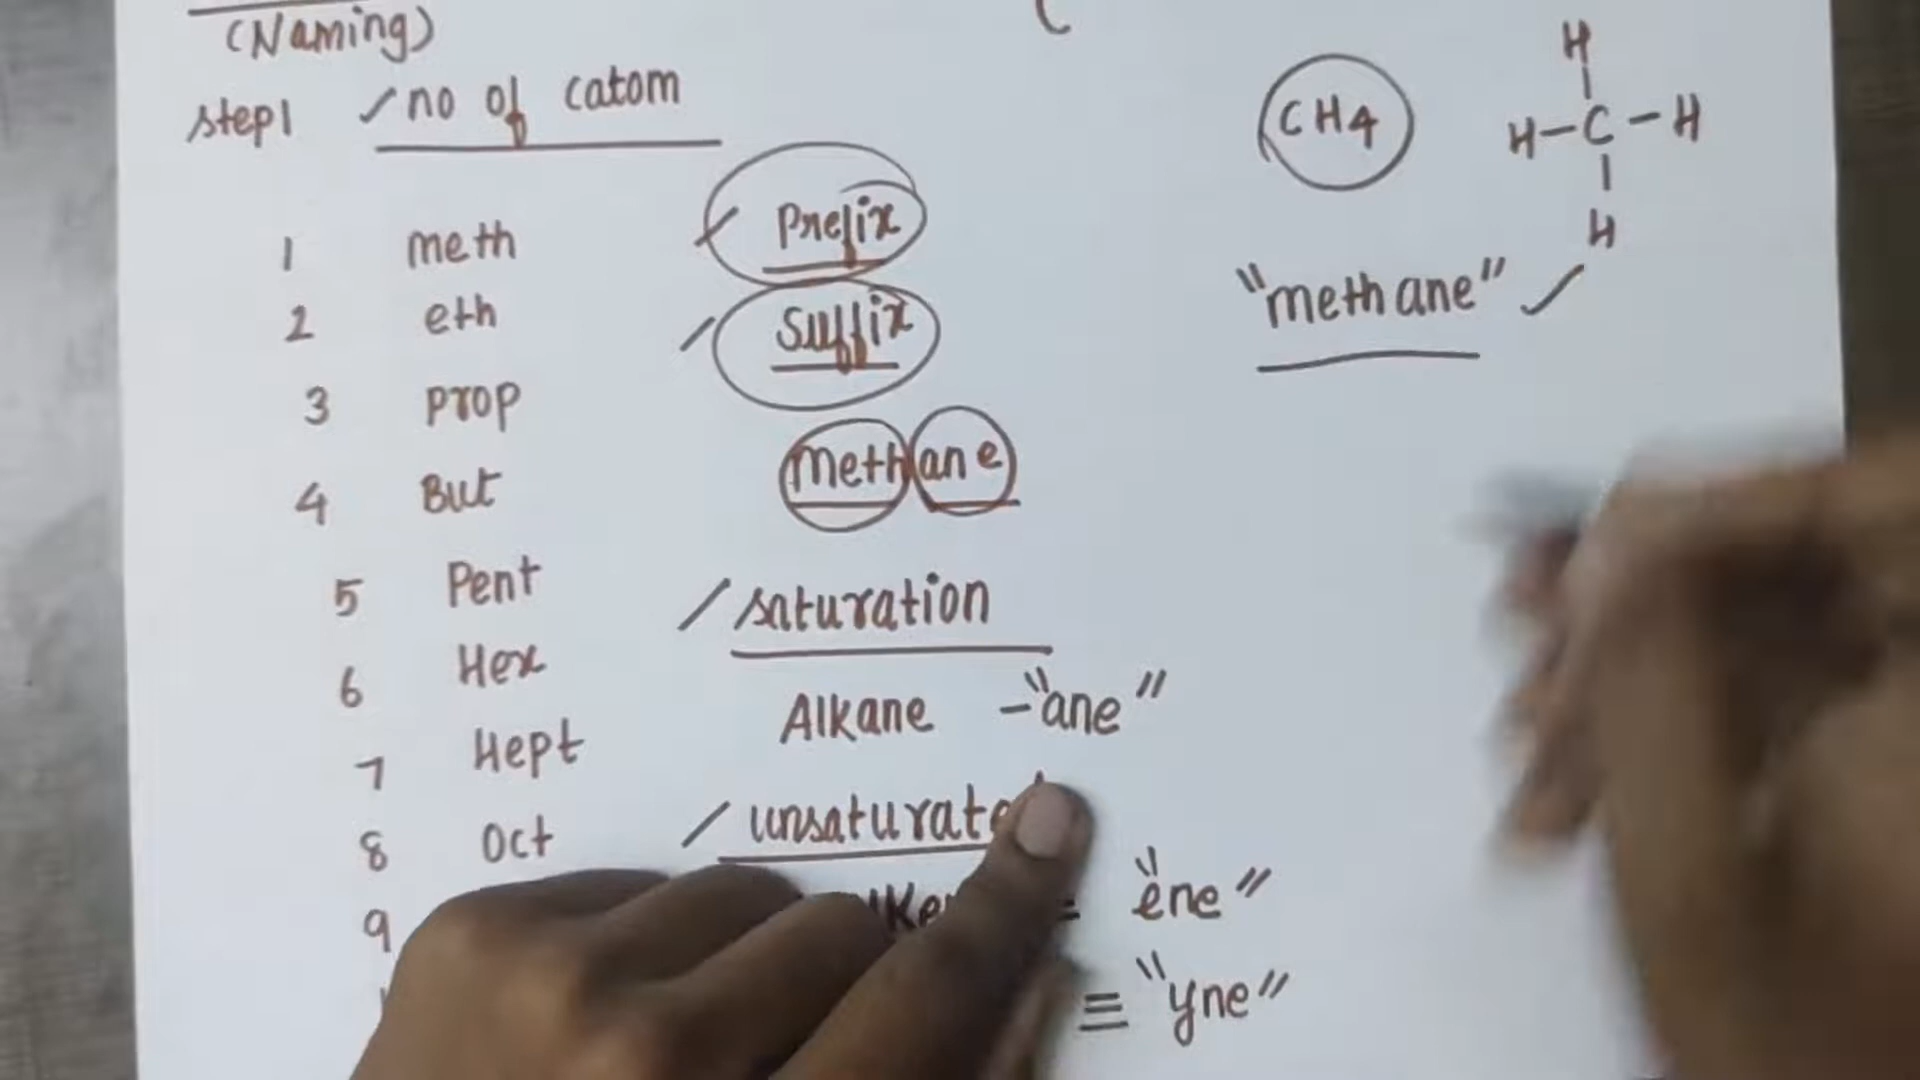 (Naming)
step1 ✓no of catom
1 meth
2 eth
3 prop
4 But
5 Pent
6 Hex
7 Hept
8 Oct
9
Prefix
Suffix
methane
saturation
Alkane - "ane"
= "ene"
≡ "yne"
CH4
H
H-C-H
H
"methane" ✓